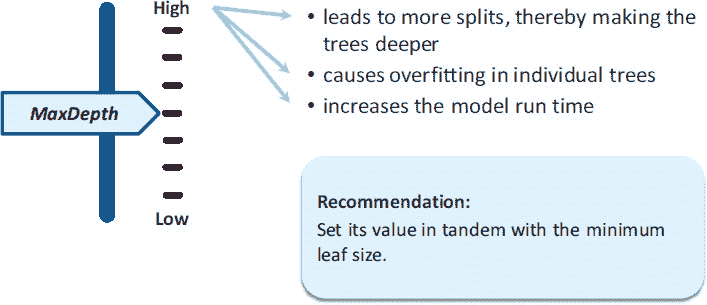 High
• leads to more splits, thereby making the
trees deeper
• causes overfitting in individual trees
• increases the model run time
MaxDepth
Low
Recommendation:
Set its value in tandem with the minimum
leaf size.